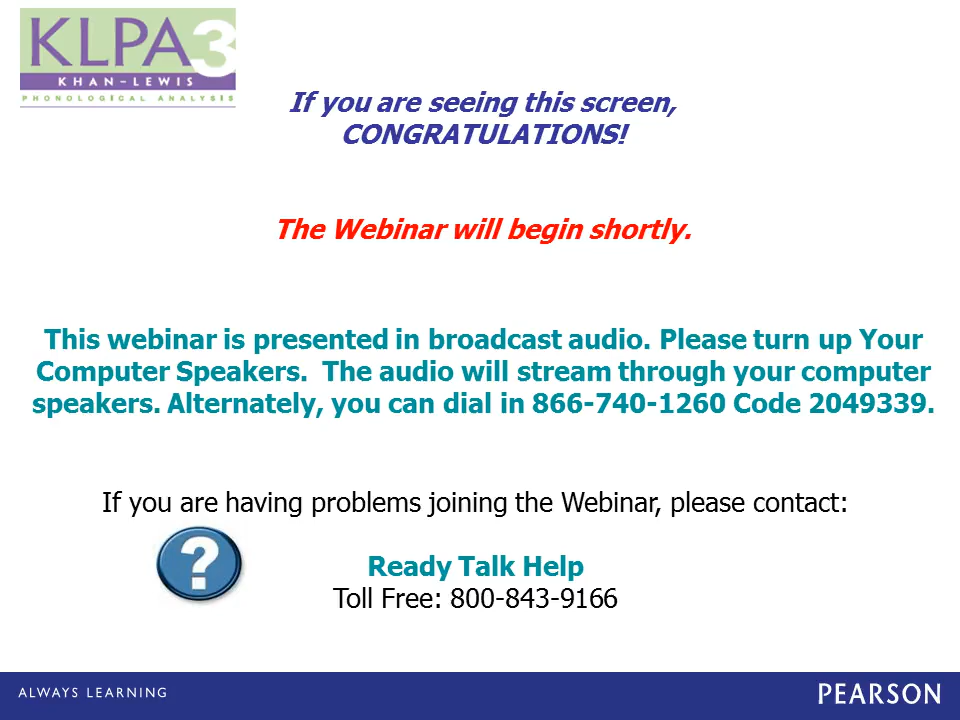 KLPA3
KHAN-LEWIS
PHONOLOGICAL ANALYSIS
If you are seeing this screen,
CONGRATULATIONS!
The Webinar will begin shortly.
This webinar is presented in broadcast audio. Please turn up Your
Computer Speakers.  The audio will stream through your computer
speakers. Alternately, you can dial in 866-740-1260 Code 2049339.
If you are having problems joining the Webinar, please contact:
?
Ready Talk Help
Toll Free: 800-843-9166
ALWAYS LEARNING
PEARSON